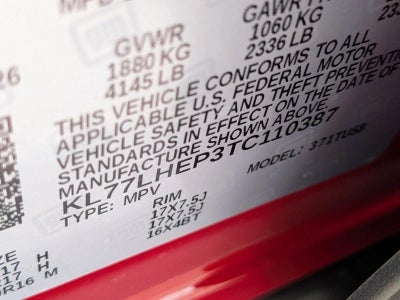 GVWR GAWR FR
1880 KG 1060 KG
4145 LB 2336 LB
THIS VEHICLE CONFORMS TO ALL
APPLICABLE U.S. FEDERAL MOTOR
VEHICLE SAFETY AND THEFT PREVENTION
STANDARDS IN EFFECT ON THE DATE OF
MANUFACTURE SHOWN ABOVE.
KL77LHEP3TC110387
TYPE: MPV MODEL: 371TUS8
RIM
17X7.5J
17X7.5J
16X4BT